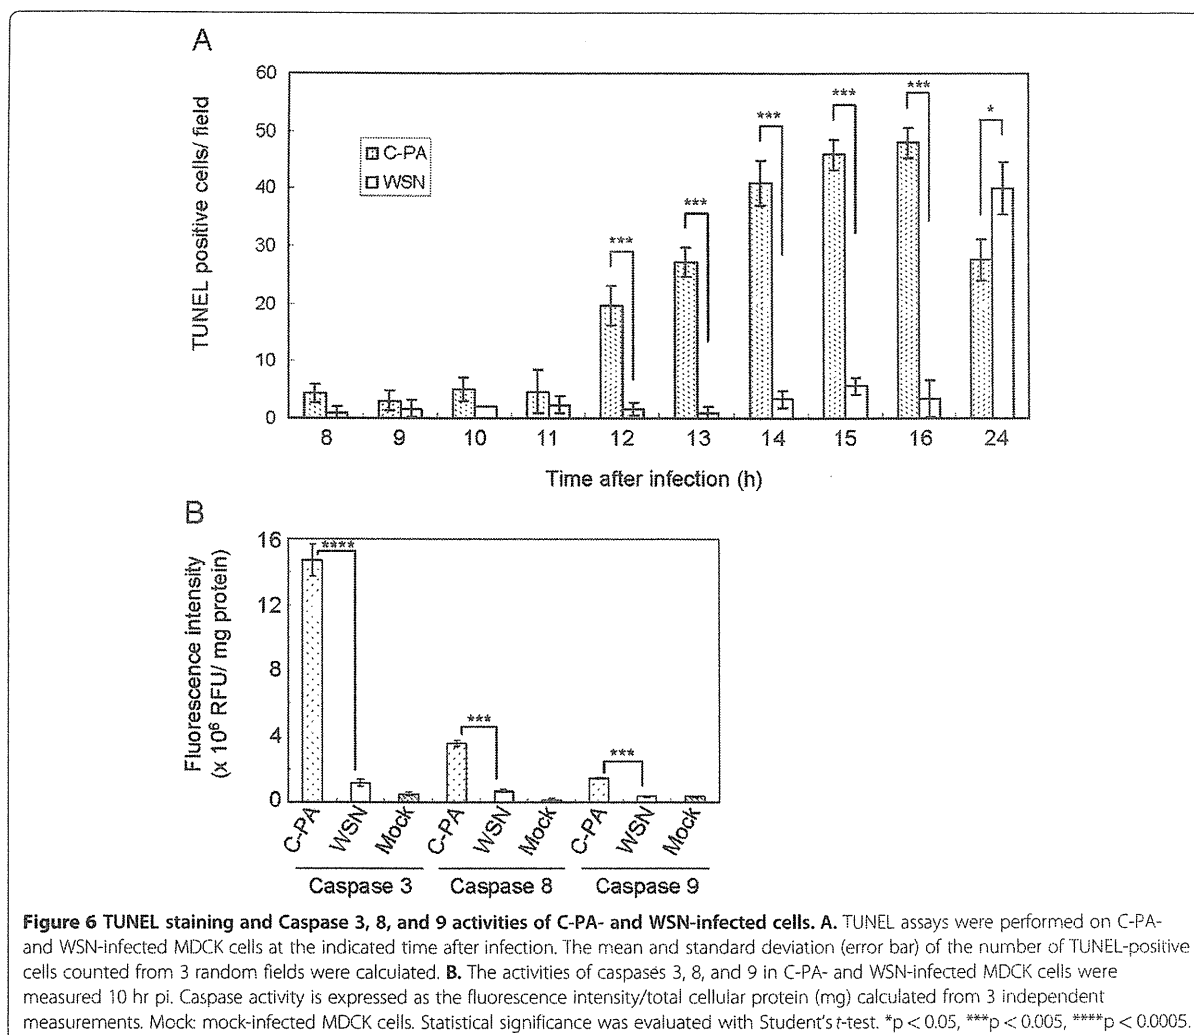 A
60
50
40
30
20
10
0
TUNEL positive cells/ field
C-PA
WSN
*** *** *** *** *** *
8 9 10 11 12 13 14 15 16 24
Time after infection (h)
B
16
12
8
4
0
Fluorescence intensity
(x 10⁶ RFU/ mg protein)
**** *** ***
C-PA WSN Mock C-PA WSN Mock C-PA WSN Mock
Caspase 3 Caspase 8 Caspase 9
Figure 6 TUNEL staining and Caspase 3, 8, and 9 activities of C-PA- and WSN-infected cells. A. TUNEL assays were performed on C-PA-
and WSN-infected MDCK cells at the indicated time after infection. The mean and standard deviation (error bar) of the number of TUNEL-positive
cells counted from 3 random fields were calculated. B. The activities of caspases 3, 8, and 9 in C-PA- and WSN-infected MDCK cells were
measured 10 hr pi. Caspase activity is expressed as the fluorescence intensity/total cellular protein (mg) calculated from 3 independent
measurements. Mock: mock-infected MDCK cells. Statistical significance was evaluated with Student's t-test. *p < 0.05, ***p < 0.005, ****p < 0.0005.